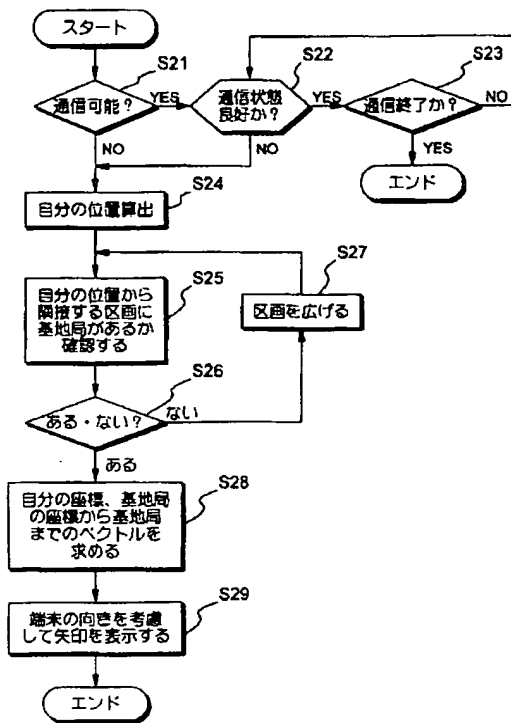 スタート
S21
通信可能？
YES
NO
S22
通信状態
良好か？
YES
NO
S23
通信終了か？
NO
YES
エンド
S24
自分の位置算出
S25
自分の位置から
隣接する区画に
基地局があるか
確認する
S27
区画を広げる
S26
ある・ない？
ない
ある
S28
自分の座標、基地局
の座標から基地局
までのベクトルを
求める
S29
端末の向きを考慮
して矢印を表示する
エンド